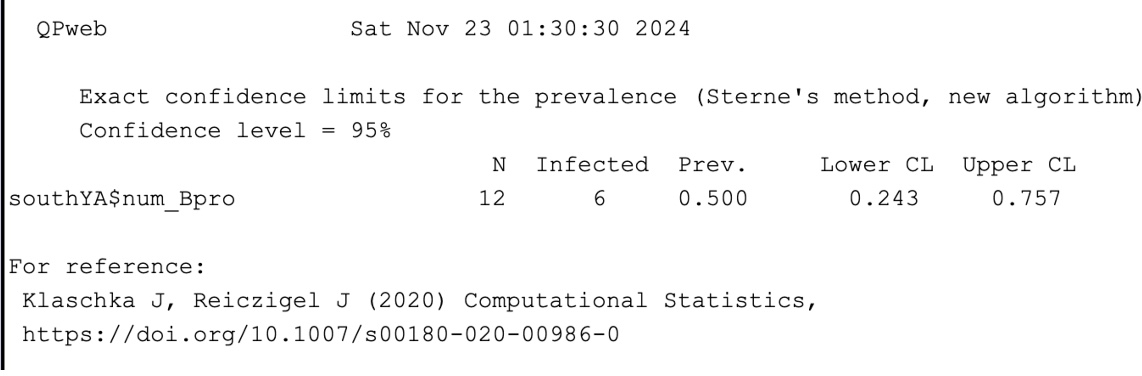 QPweb Sat Nov 23 01:30:30 2024
Exact confidence limits for the prevalence (Sterne's method, new algorithm)
Confidence level = 95%
N Infected Prev. Lower CL Upper CL
southYA$num_Bpro 12 6 0.500 0.243 0.757
For reference:
Klaschka J, Reiczigel J (2020) Computational Statistics,
https://doi.org/10.1007/s00180-020-00986-0